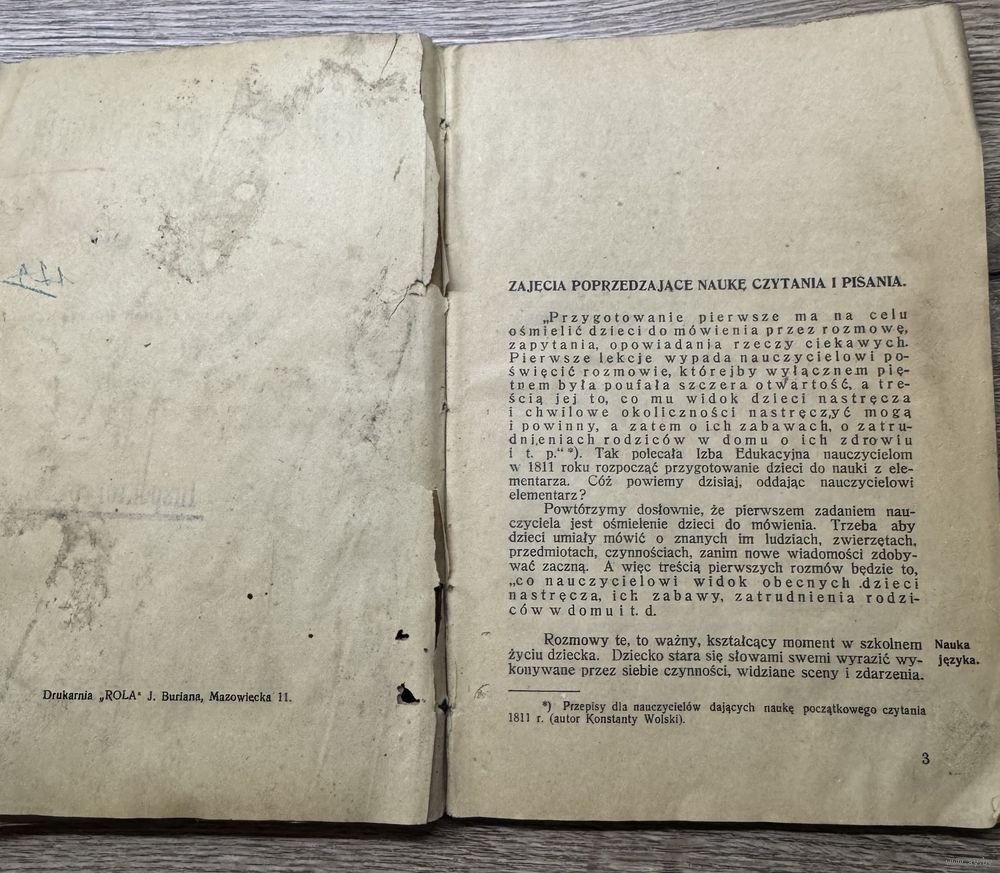 Drukarnia „ROLA" J. Buriana, Mazowiecka 11.
ZAJĘCIA POPRZEDZAJĄCE NAUKĘ CZYTANIA I PISANIA.
„Przygotowanie pierwsze ma na celu
ośmielić dzieci do mówienia przez rozmowę,
zapytania, opowiadania rzeczy ciekawych.
Pierwsze lekcje wypada nauczycielowi po-
święcić rozmowie, którejby wyłącznem pię-
tnem była poufała szczera otwartość, a tre-
ścią jej to, co mu widok dzieci nastręcza
i chwilowe okoliczności nastręczyć mogą
i powinny, a zatem o ich zabawach, o zatru-
dnieniach rodziców w domu o ich zdrowiu
i t. p."*). Tak polecała Izba Edukacyjna nauczycielom
w 1811 roku rozpocząć przygotowanie dzieci do nauki z ele-
mentarza. Cóż powiemy dzisiaj, oddając nauczycielowi
elementarz?
Powtórzymy dosłownie, że pierwszem zadaniem nau-
czyciela jest ośmielenie dzieci do mówienia. Trzeba aby
dzieci umiały mówić o znanych im ludziach, zwierzętach,
przedmiotach, czynnościach, zanim nowe wiadomości zdoby-
wać zaczną. A więc treścią pierwszych rozmów będzie to,
„co nauczycielowi widok obecnych dzieci
nastręcza, ich zabawy, zatrudnienia rodzi-
ców w domu i t. d.
Rozmowy te, to ważny, kształcący moment w szkolnem
życiu dziecka. Dziecko stara się słowami swemi wyrazić wy-
konywane przez siebie czynności, widziane sceny i zdarzenia.
Nauka
języka.
*) Przepisy dla nauczycielów dających naukę początkowego czytania
1811 r. (autor Konstanty Wolski).
3